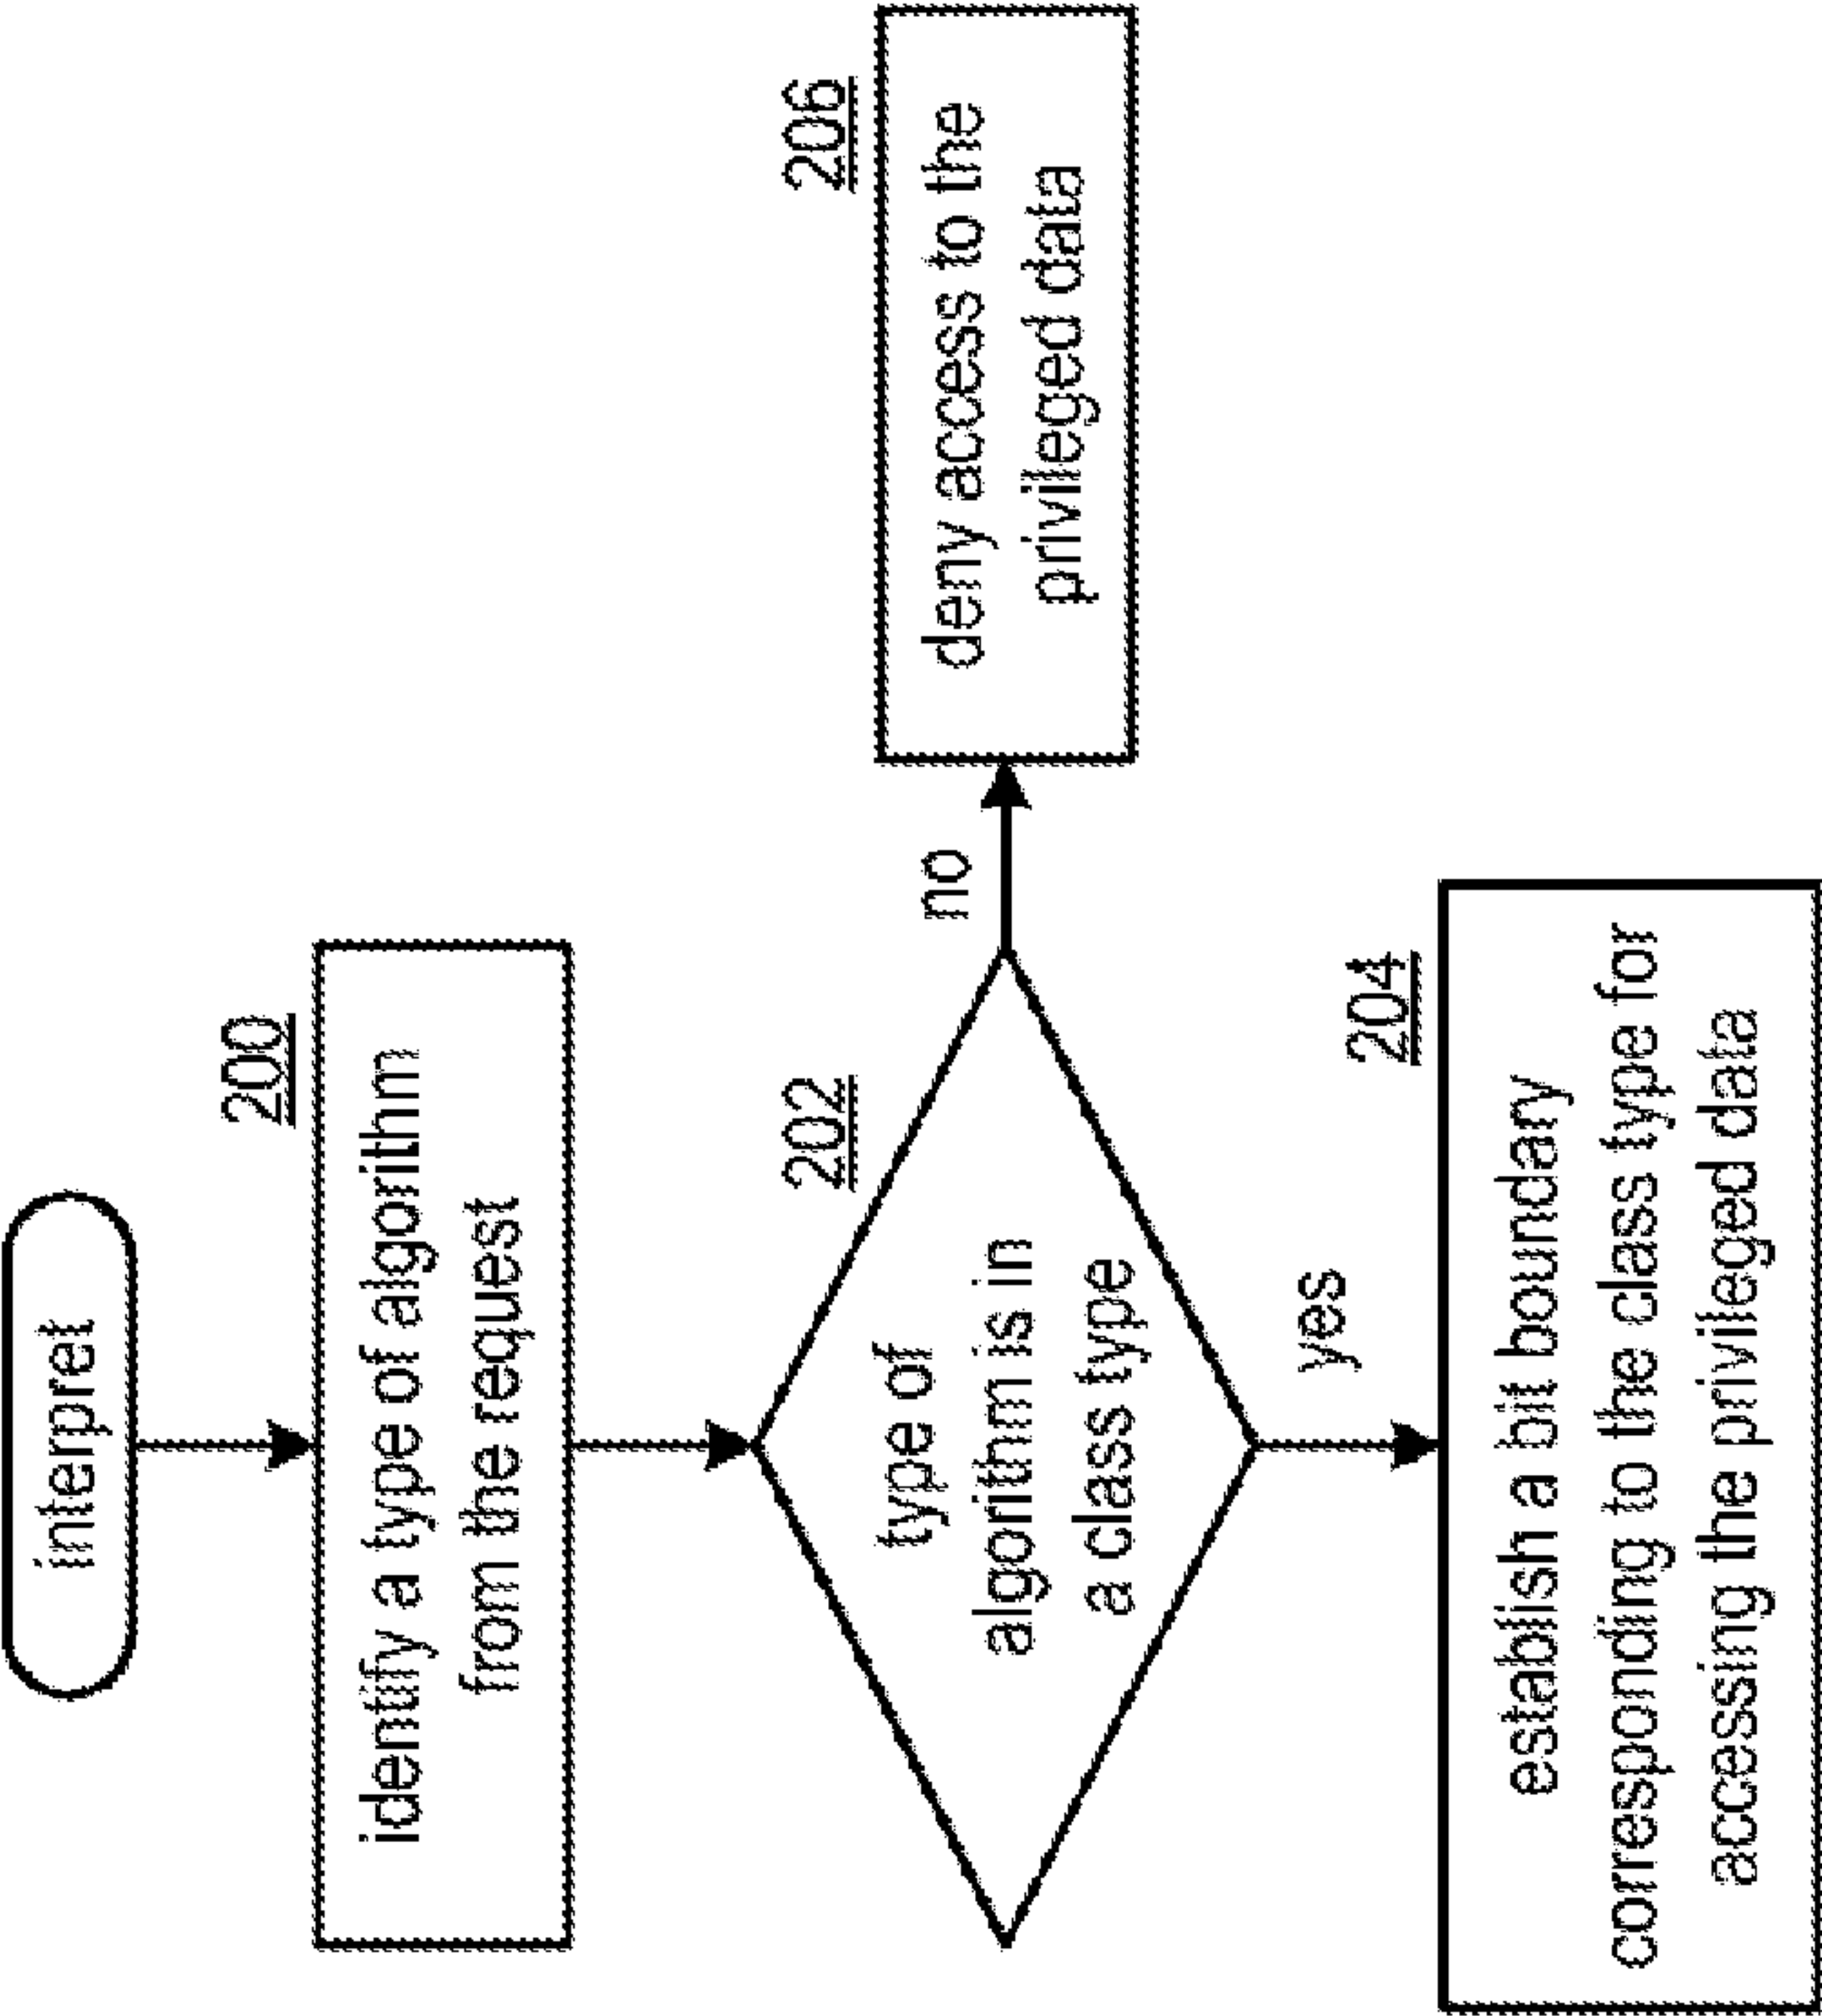 interpret
200
identify a type of algorithm
from the request
202
type of
algorithm is in
a class type
no
206
deny access to the
privileged data
yes
204
establish a bit boundary
corresponding to the class type for
accessing the privileged data